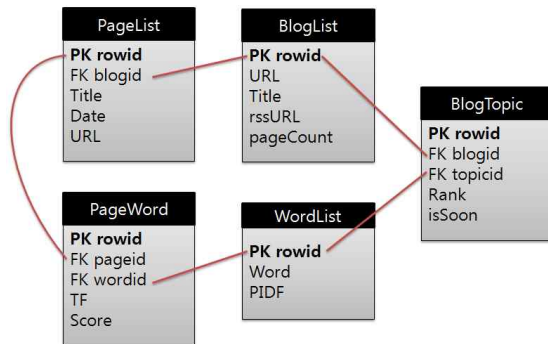 PageList
PK rowid
FK blogid
Title
Date
URL
BlogList
PK rowid
URL
Title
rssURL
pageCount
BlogTopic
PK rowid
FK blogid
FK topicid
Rank
isSoon
PageWord
PK rowid
FK pageid
FK wordid
TF
Score
WordList
PK rowid
Word
PIDF